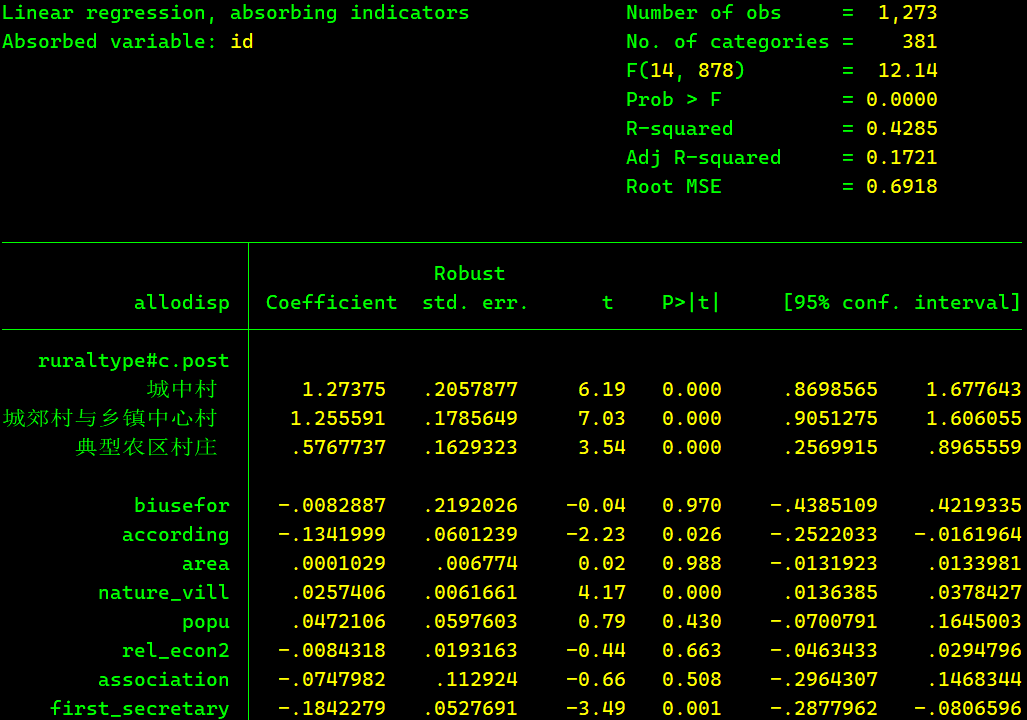 Linear regression, absorbing indicators Number of obs = 1,273
Absorbed variable: id No. of categories = 381
F(14, 878) = 12.14
Prob > F = 0.0000
R-squared = 0.4285
Adj R-squared = 0.1721
Root MSE = 0.6918
Robust
allodisp Coefficient std. err. t P>|t| [95% conf. interval]
ruraltype#c.post
城中村 1.27375 .2057877 6.19 0.000 .8698565 1.677643
城郊村与乡镇中心村 1.255591 .1785649 7.03 0.000 .9051275 1.606055
典型农区村庄 .5767737 .1629323 3.54 0.000 .2569915 .8965559
biusefor -.0082887 .2192026 -0.04 0.970 -.4385109 .4219335
according -.1341999 .0601239 -2.23 0.026 -.2522033 -.0161964
area .0001029 .006774 0.02 0.988 -.0131923 .0133981
nature_vill .0257406 .0061661 4.17 0.000 .0136385 .0378427
popu .0472106 .0597603 0.79 0.430 -.0700791 .1645003
rel_econ2 -.0084318 .0193163 -0.44 0.663 -.0463433 .0294796
association -.0747982 .112924 -0.66 0.508 -.2964307 .1468344
first_secretary -.1842279 .0527691 -3.49 0.001 -.2877962 -.0806596